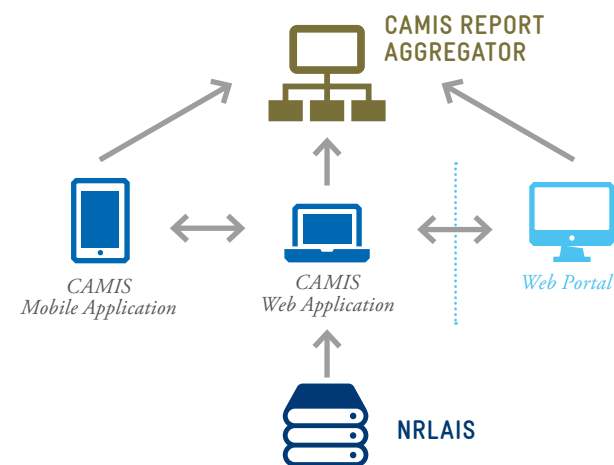 CAMIS REPORT
AGGREGATOR
CAMIS
Mobile Application
CAMIS
Web Application
Web Portal
NRLAIS